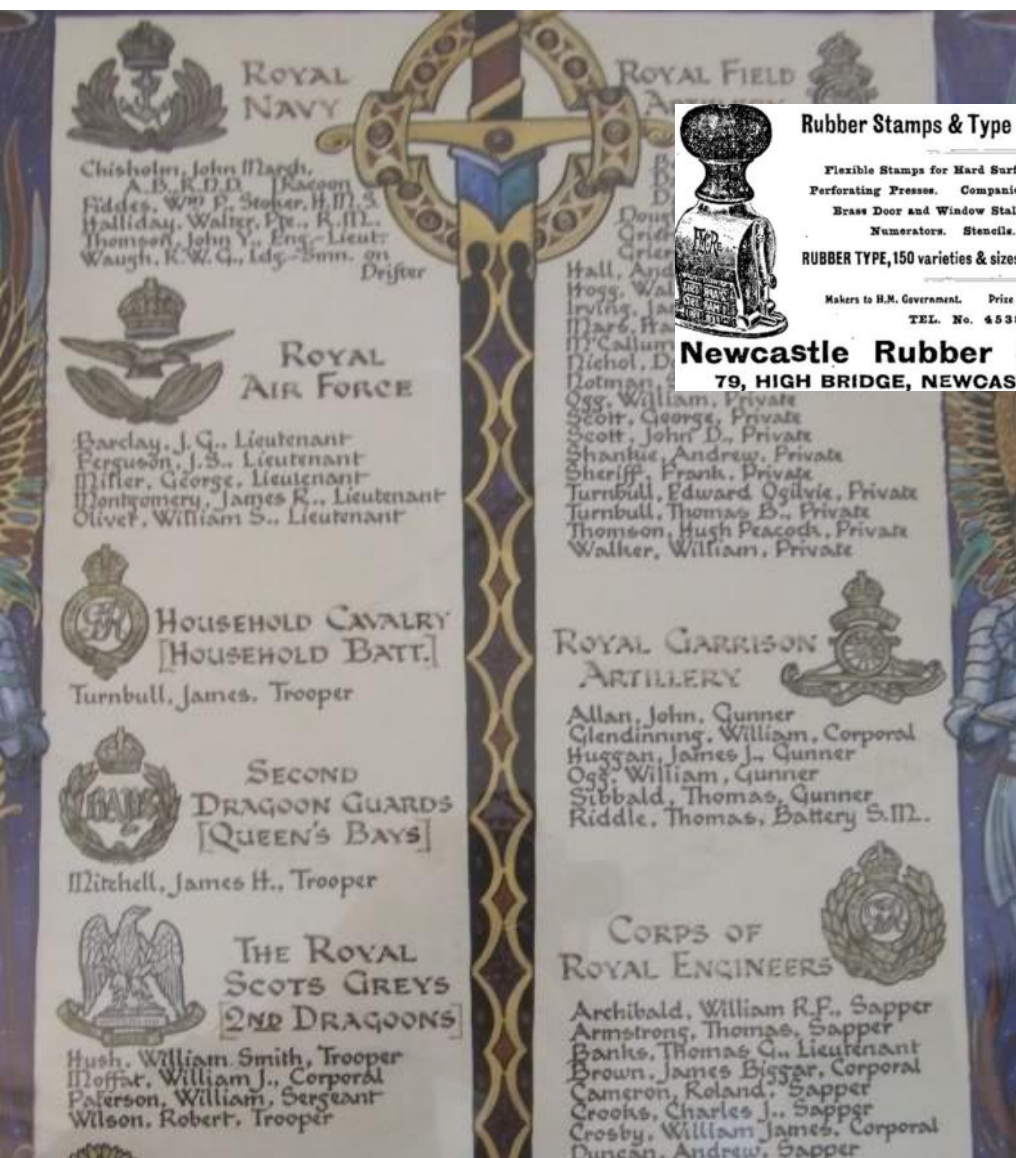 ROYAL
NAVY
Chisholm, John Marsh,
A.B., R.N.D. [Racoon
Fiddes, Wm P., Stoker, H.M.S.
Halliday, Walter, Pte., R.M.L.
Thomson, John Y., Eng.-Lieut.
Waugh, R.W.G., Ldg.-Smn. on
Drifter
ROYAL
AIR FORCE
Barclay, J.G., Lieutenant
Ferguson, J.S., Lieutenant
Miller, George, Lieutenant
Montgomery, James R., Lieutenant
Oliver, William S., Lieutenant
HOUSEHOLD CAVALRY
[HOUSEHOLD BATT.]
Turnbull, James, Trooper
SECOND
DRAGOON GUARDS
[QUEEN'S BAYS]
BAYS
Mitchell, James H., Trooper
THE ROYAL
SCOTS GREYS
[2ND DRAGOONS]
Hush, William Smith, Trooper
Moffat, William J., Corporal
Paterson, William, Sergeant
Wilson, Robert, Trooper
ROYAL FIELD
Hall,
Hogg,
Irving,
M'Callum
Nichol,
Notman,
Ogg, William, Private
Scott, George, Private
Scott, John D., Private
Shankie, Andrew, Private
Sheriff, Frank, Private
Turnbull, Edward Ogilvie, Private
Turnbull, Thomas B., Private
Thomson, Hugh Peacock, Private
Walker, William, Private
ROYAL GARRISON
ARTILLERY
Allan, John, Gunner
Glendinning, William, Corporal
Huggan, James J., Gunner
Ogg, William, Gunner
Sibbald, Thomas, Gunner
Riddle, Thomas, Battery S.M.
CORPS OF
ROYAL ENGINEERS
Archibald, William R.F., Sapper
Armstrong, Thomas, Sapper
Banks, Thomas G., Lieutenant
Brown, James Biggar, Corporal
Cameron, Roland, Sapper
Crooks, Charles J., Sapper
Crosby, William James, Corporal
Duncan, Andrew, Sapper
Rubber Stamps & Type
Flexible Stamps for Hard Surf
Perforating Presses. Compani
Brass Door and Window Stal
Numerators. Stencils.
RUBBER TYPE, 150 varieties & sizes
Makers to H.M. Government. Prize
TEL. No. 453
Newcastle Rubber
79, HIGH BRIDGE, NEWCAS